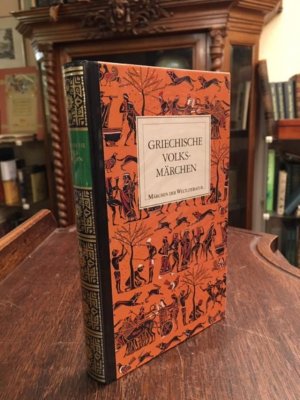 GRIECHISCHE
VOLKS-
MÄRCHEN
MÄRCHEN DER WELTLITERATUR